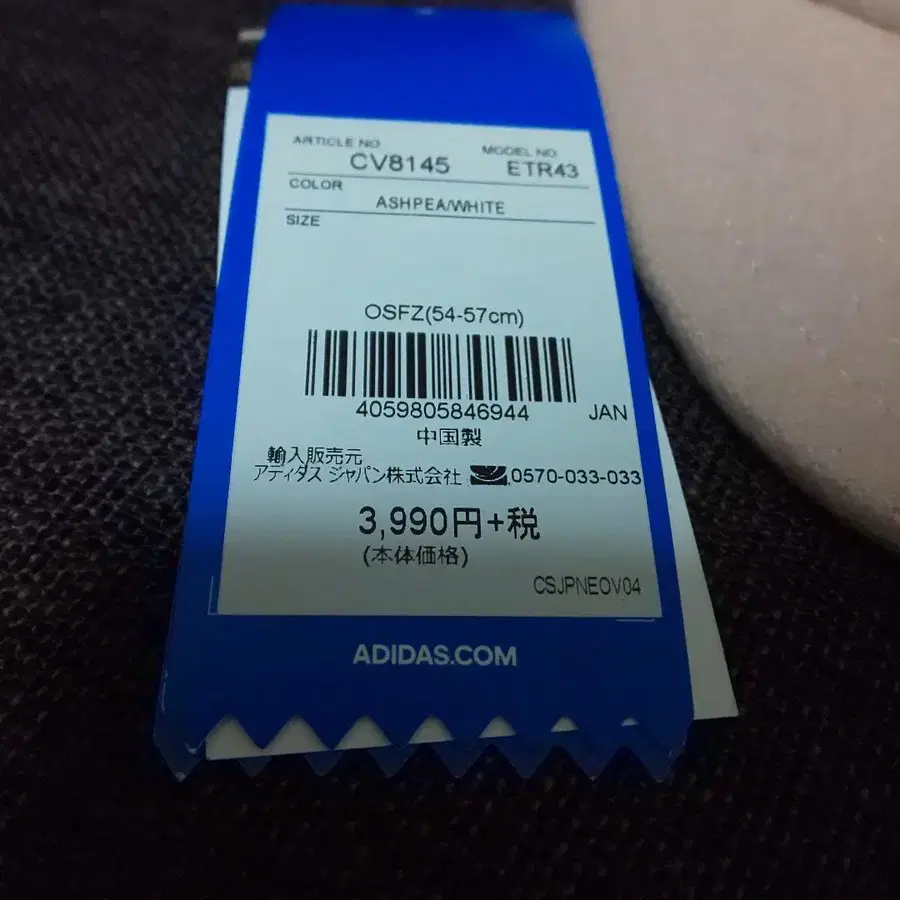 ARTICLE NO MODEL NO
CV8145 ETR43
COLOR
ASHPEA/WHITE
SIZE
OSFZ(54-57cm)
4059805846944 JAN
中国製
輸入販売元
アディダス ジャパン株式会社 0570-033-033
3,990円+税
(本体価格)
CSJPNEOV04
ADIDAS.COM